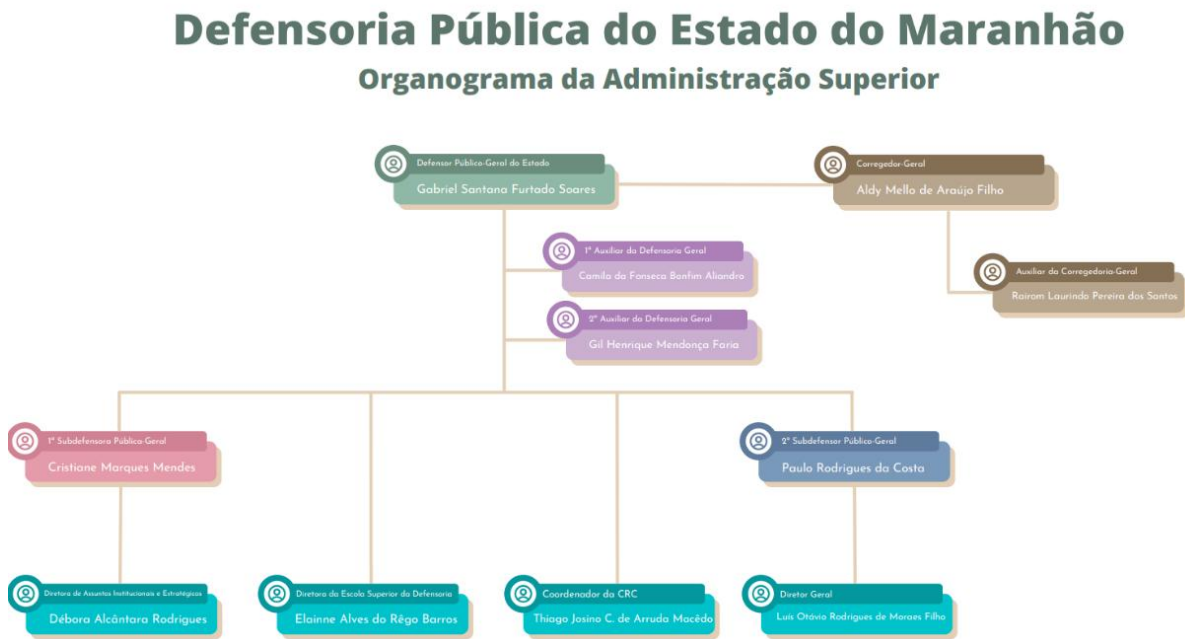 Defensoria Pública do Estado do Maranhão
Organograma da Administração Superior
Defensor Público-Geral do Estado
Gabriel Santana Furtado Soares
Corregedor-Geral
Aldy Mello de Araújo Filho
1ª Auxiliar da Defensoria Geral
Camila da Fonseca Bonfim Aliandro
Auxiliar da Corregedoria-Geral
Rairom Laurindo Pereira dos Santos
2º Auxiliar da Defensoria Geral
Gil Henrique Mendonça Faria
1ª Subdefensora Pública-Geral
Cristiane Marques Mendes
2º Subdefensor Público-Geral
Paulo Rodrigues da Costa
Diretora de Assuntos Institucionais e Estratégicos
Débora Alcântara Rodrigues
Diretora da Escola Superior da Defensoria
Elainne Alves do Rêgo Barros
Coordenador da CRC
Thiago Josino C. de Arruda Macêdo
Diretor Geral
Luis Otávio Rodrigues de Moraes Filho